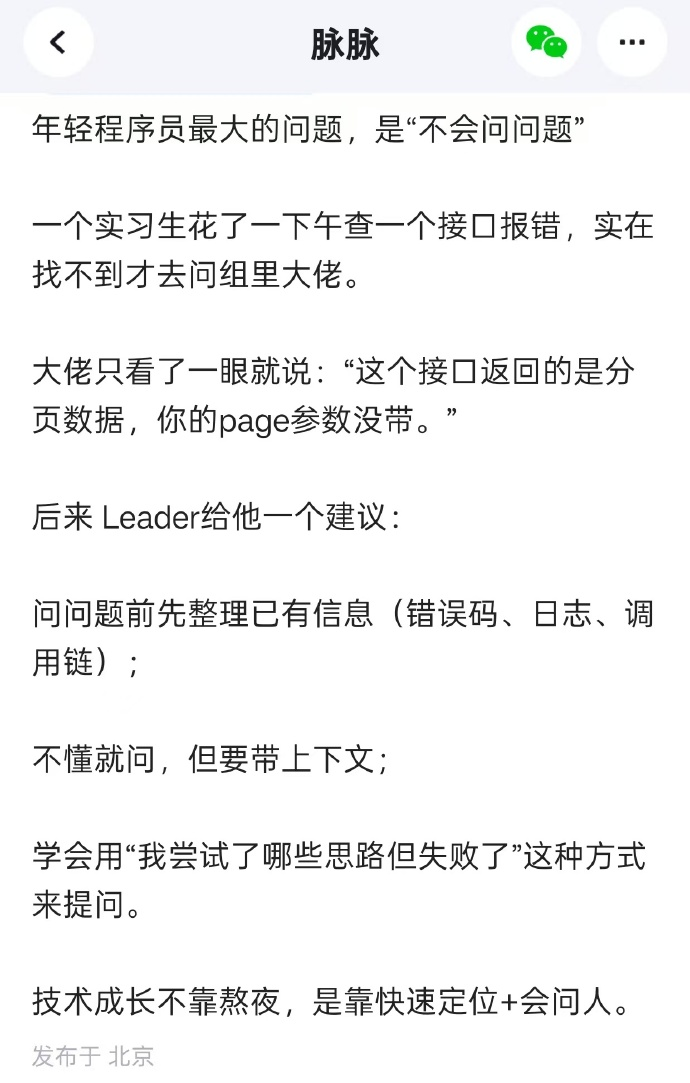 脉脉
年轻程序员最大的问题，是“不会问问题”
一个实习生花了一下午查一个接口报错，实在
找不到才去问组里大佬。
大佬只看了一眼就说：“这个接口返回的是分
页数据，你的page参数没带。”
后来 Leader给他一个建议：
问问题前先整理已有信息（错误码、日志、调
用链）；
不懂就问，但要带上下文；
学会用“我尝试了哪些思路但失败了”这种方式
来提问。
技术成长不靠熬夜，是靠快速定位+会问人。
发布于 北京